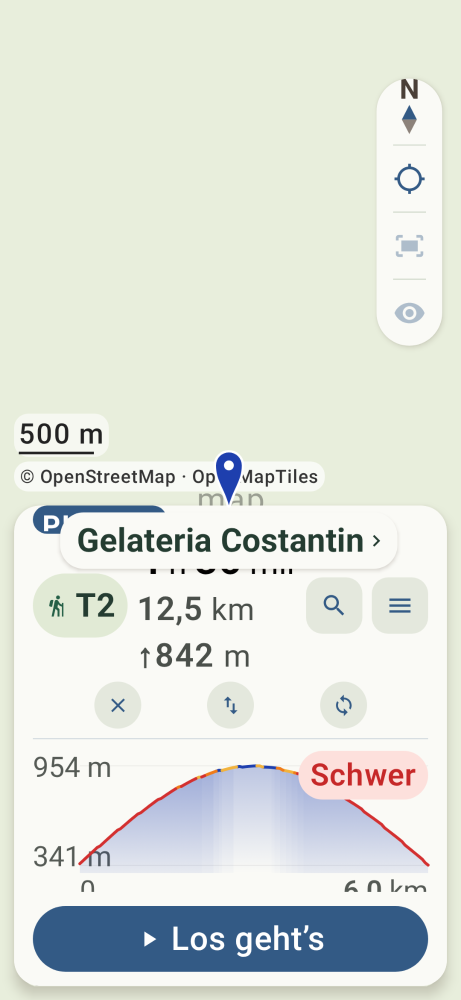 N
500 m
© OpenStreetMap · Op MapTiles
map
Gelateria Costantin ›
T2
12,5 km
↑842 m
954 m
Schwer
341 m
0
6,0 km
Los geht’s